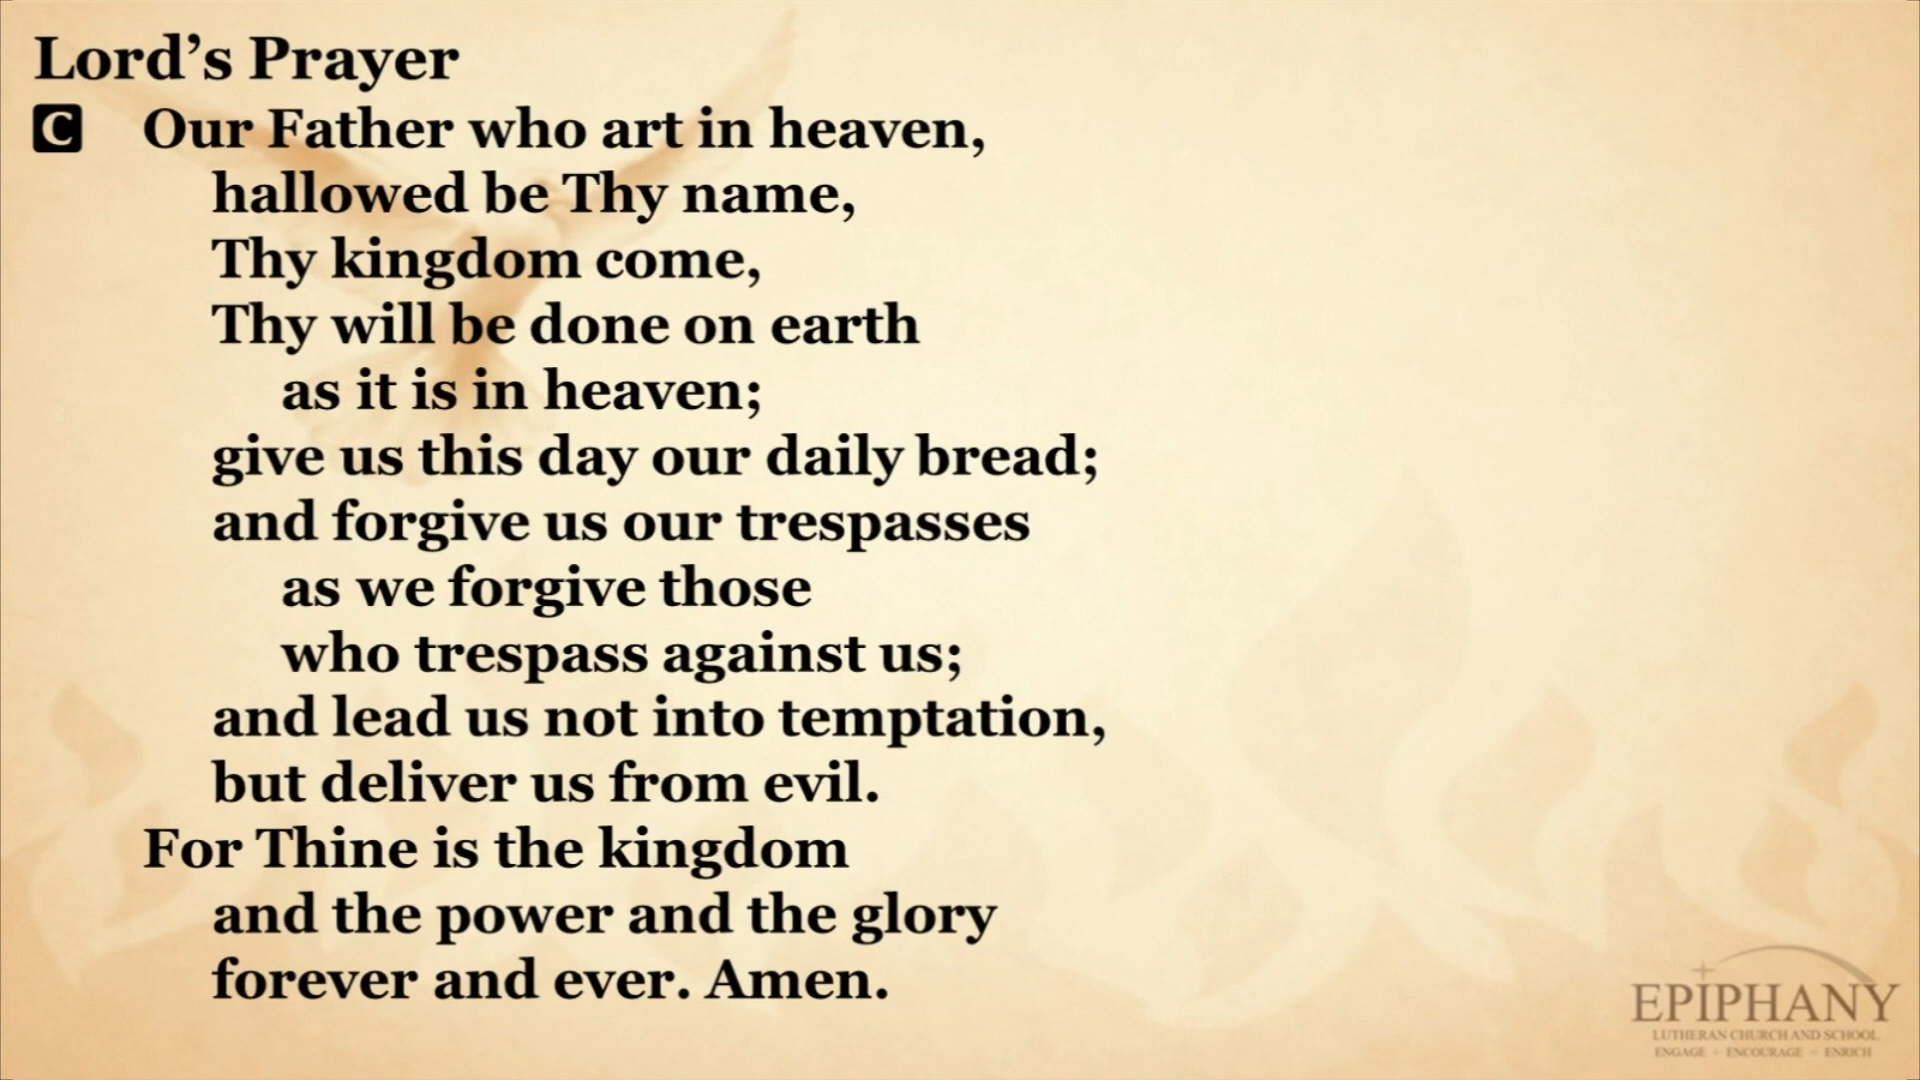 Lord’s Prayer
C Our Father who art in heaven,
hallowed be Thy name,
Thy kingdom come,
Thy will be done on earth
as it is in heaven;
give us this day our daily bread;
and forgive us our trespasses
as we forgive those
who trespass against us;
and lead us not into temptation,
but deliver us from evil.
For Thine is the kingdom
and the power and the glory
forever and ever. Amen.
EPIPHANY
LUTHERAN CHURCH AND SCHOOL
ENGAGE · ENCOURAGE · ENRICH